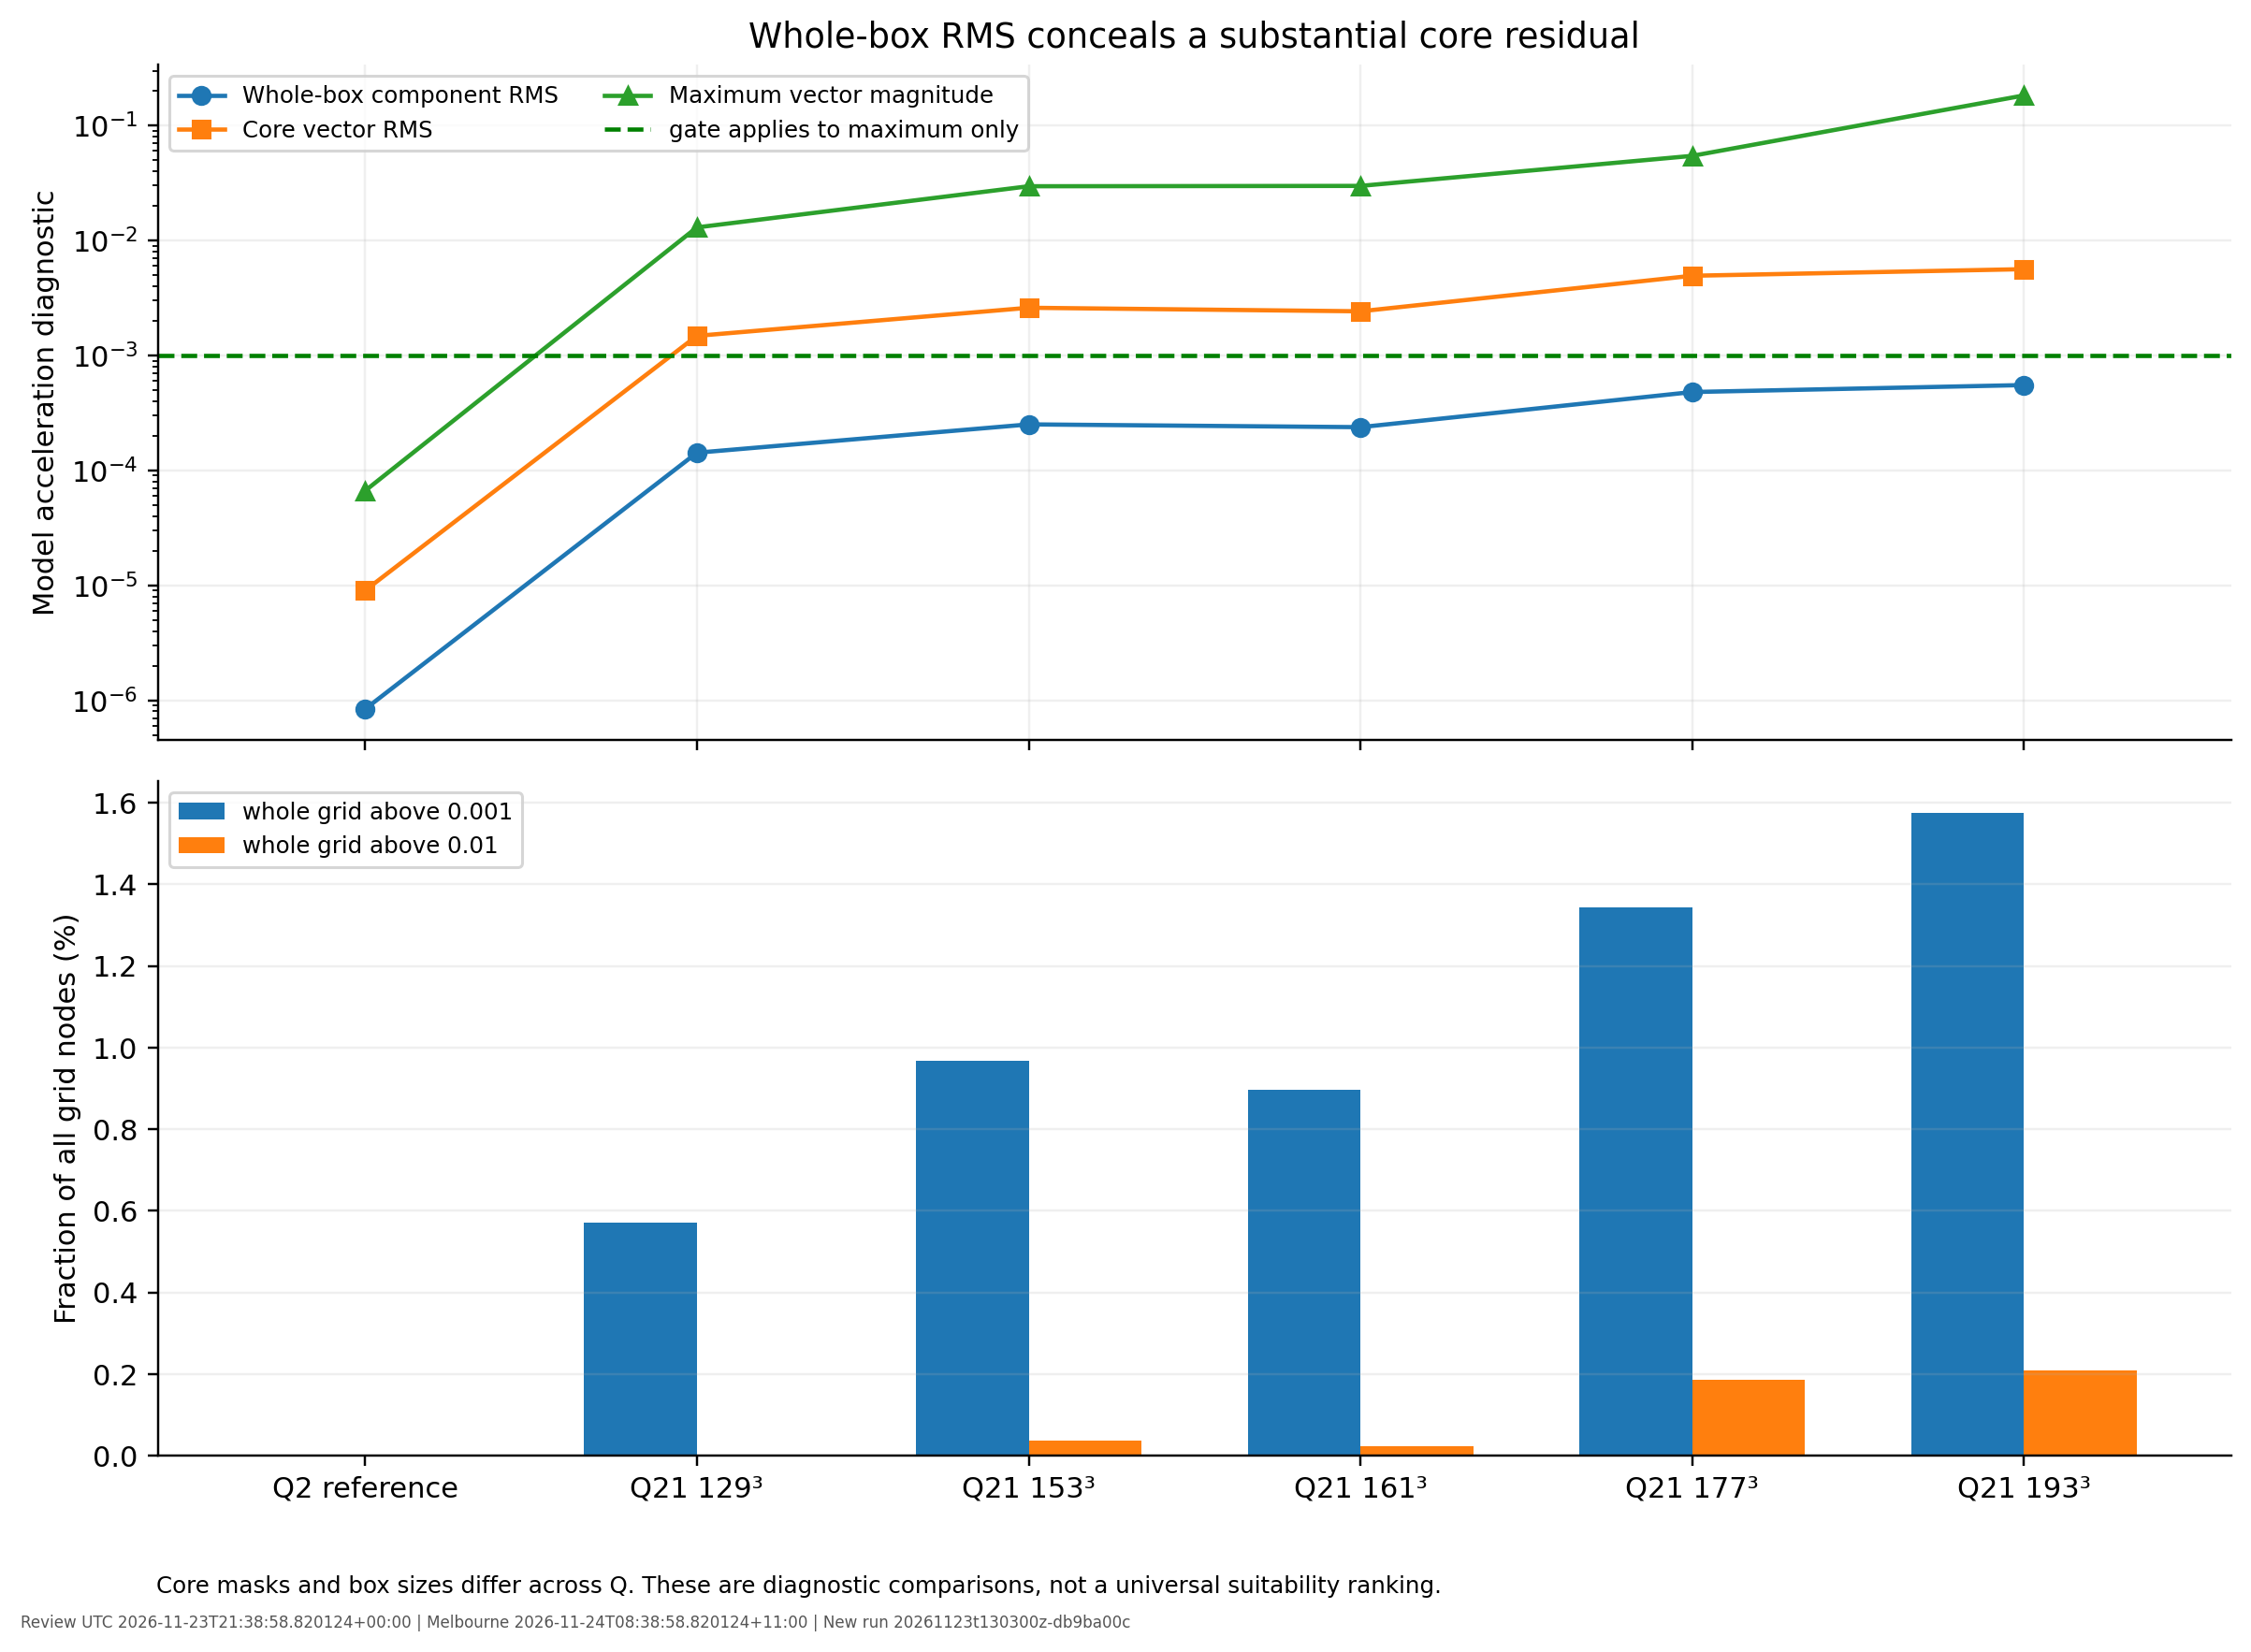 Whole-box RMS conceals a substantial core residual
Whole-box component RMS
Core vector RMS
Maximum vector magnitude
gate applies to maximum only
Model acceleration diagnostic
10⁻¹
10⁻²
10⁻³
10⁻⁴
10⁻⁵
10⁻⁶
whole grid above 0.001
whole grid above 0.01
Fraction of all grid nodes (%)
1.6
1.4
1.2
1.0
0.8
0.6
0.4
0.2
0.0
Q2 reference
Q21 129³
Q21 153³
Q21 161³
Q21 177³
Q21 193³
Core masks and box sizes differ across Q. These are diagnostic comparisons, not a universal suitability ranking.
Review UTC 2026-11-23T21:38:58.820124+00:00 | Melbourne 2026-11-24T08:38:58.820124+11:00 | New run 20261123t130300z-db9ba00c